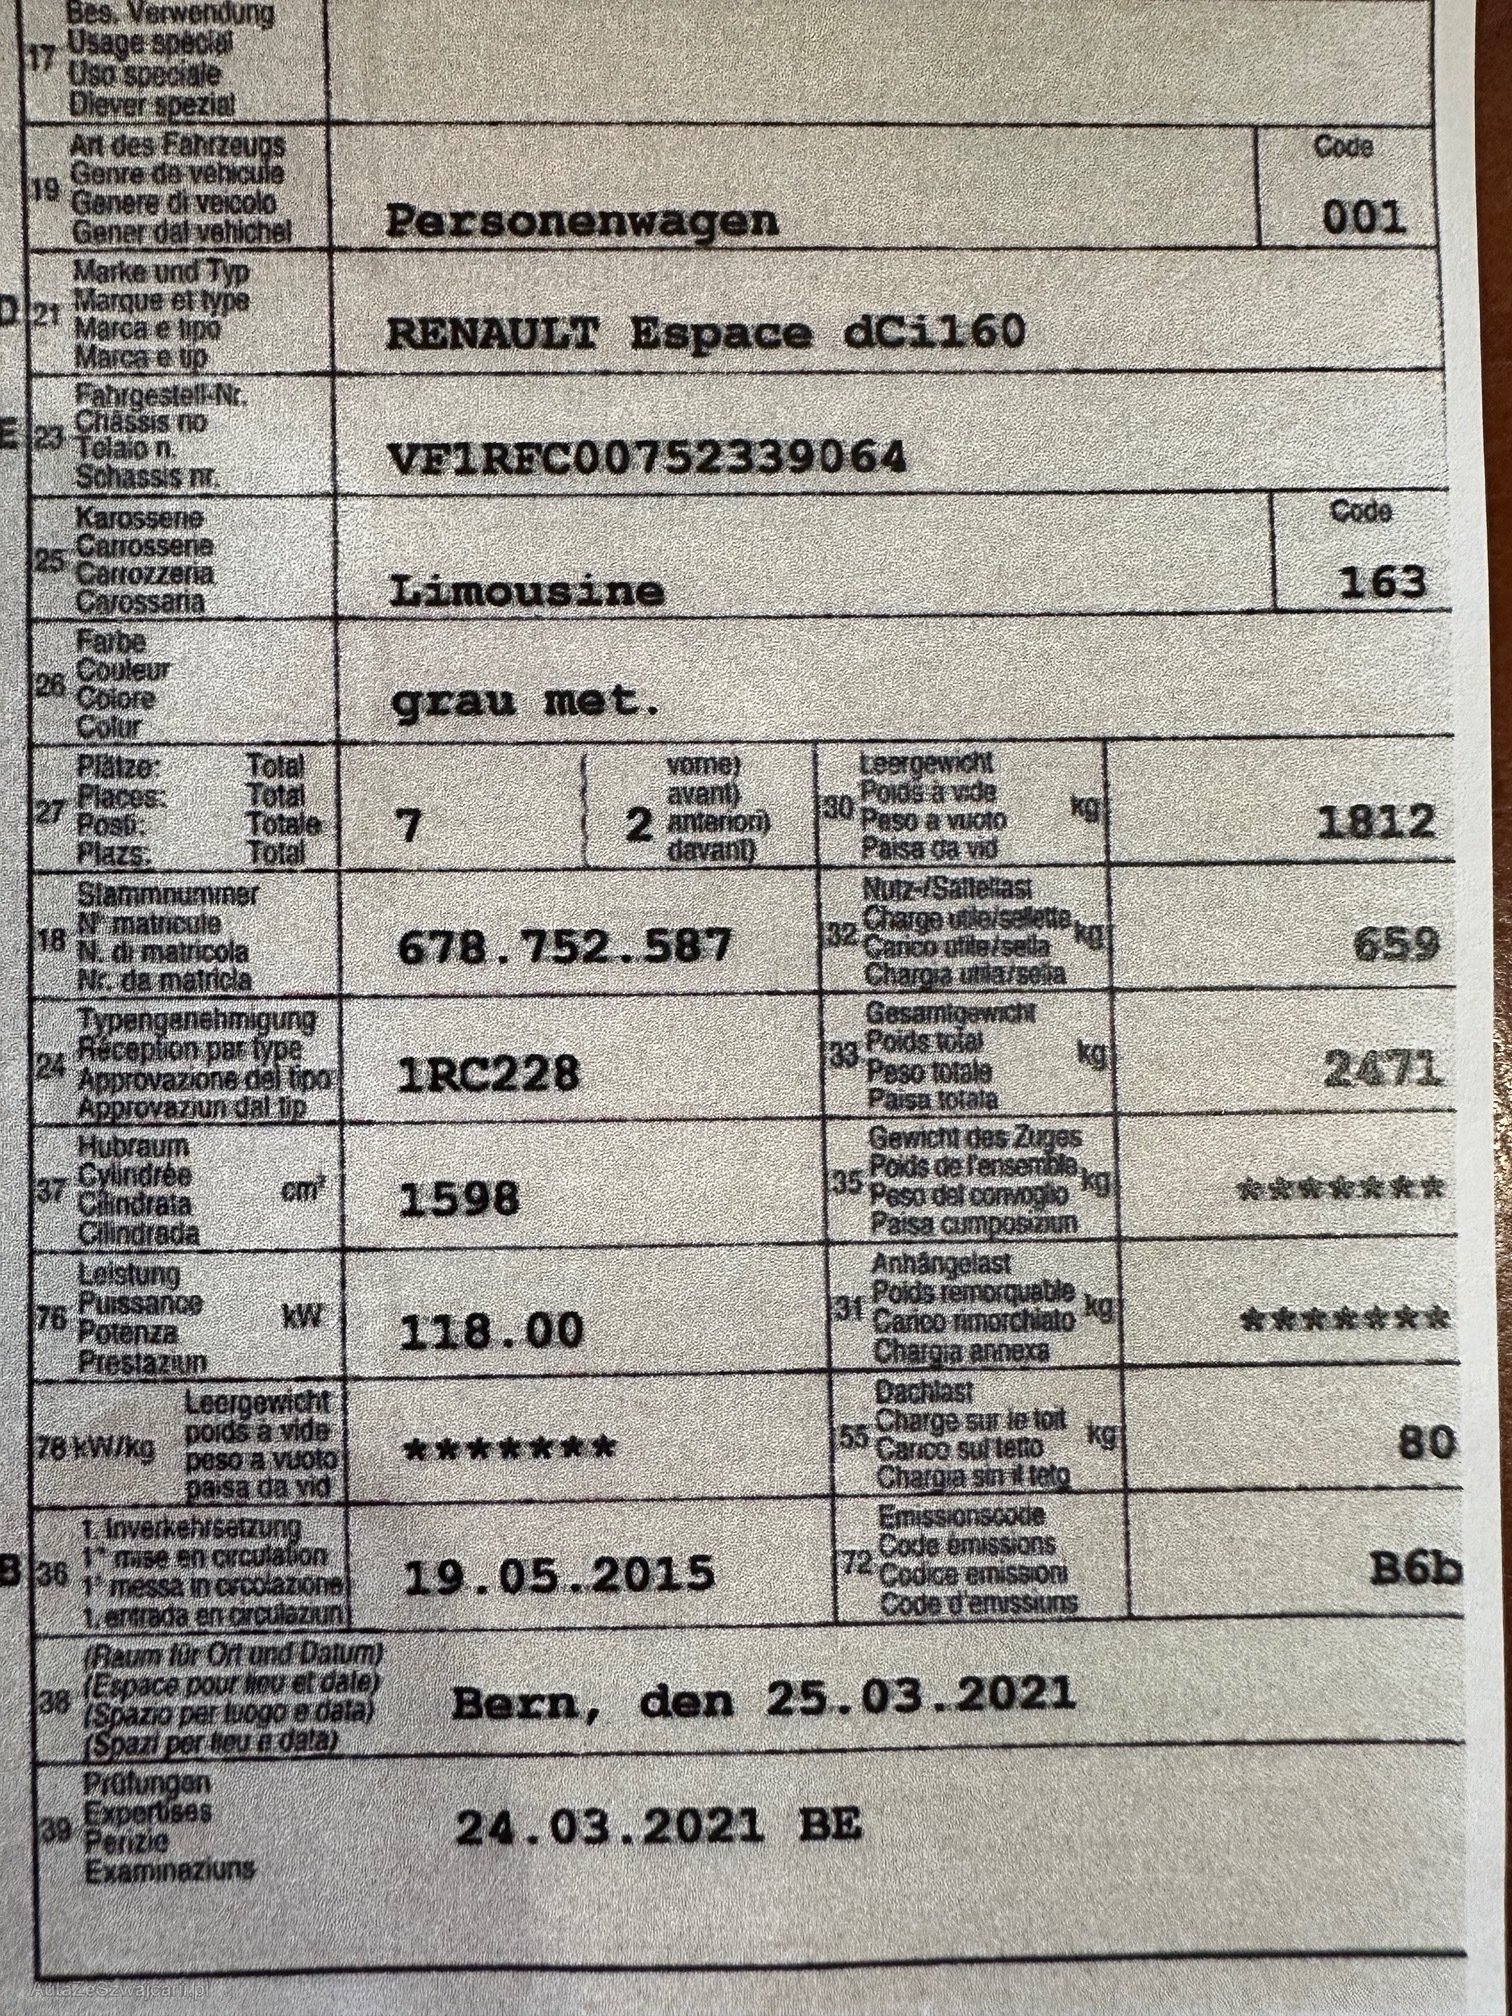 Bes. Verwendung
17 Usage spécial
Uso speciale
Diever spezial
Art des Fahrzeugs
19 Genre de véhicule
Genere di veicolo
Gener dal vehichel
Personenwagen
Code
001
Marke und Typ
D 21 Marque et type
Marca e tipo
Marca e tip
RENAULT Espace dCi160
Fahrgestell-Nr.
E 23 Châssis no
Telaio n.
Schassis nr.
VF1RFC00752339064
Karosserie
25 Carrosserie
Carrozzeria
Carossaria
Limousine
Code
163
Farbe
26 Couleur
Colore
Colur
grau met.
Plätze: Total
27 Places: Total
Posti: Totale
Plazs: Total
7
2
vorne)
avant)
anteriori)
davant)
Leergewicht
30 Poids à vide kg
Peso a vuoto
Paisa da vid
1812
Stammnummer
18 N° matricule
N. di matricola
Nr. da matricla
678.752.587
Nutz-/Sattellast
32 Charge utile/sellette kg
Carico utile/sella
Chargia utila/sella
659
Typengenehmigung
24 Réception par type
Approvazione del tipo
Approvaziun dal tip
1RC228
Gesamtgewicht
33 Poids total kg
Peso totale
Paisa totala
2471
Hubraum
37 Cylindrée cm³
Cilindrata
Cilindrada
1598
Gewicht des Zuges
35 Poids de l'ensemble kg
Peso del convoglio
Paisa cumposiziun
*******
Leistung
76 Puissance kW
Potenza
Prestaziun
118.00
Anhängelast
31 Poids remorquable kg
Carico rimorchiato
Chargia annexa
*******
Leergewicht
78 kW/kg poids à vide
peso a vuoto
paisa da vid
*******
Dachlast
55 Charge sur le toit kg
Carico sul tetto
Chargia sin il tetg
80
1. Inverkehrsetzung
B 36 1re mise en circulation
1a messa in circolazione
1. entrada en circulaziun
19.05.2015
Emissionscode
72 Code émissions
Codice emissioni
Code d'emissiuns
B6b
(Raum für Ort und Datum)
38 (Espace pour lieu et date)
(Spazio per luogo e data)
(Spazi per lieu e data)
Bern, den 25.03.2021
Prüfungen
39 Expertises
Perizie
Examinaziuns
24.03.2021 BE
AutaZeSzwajcarii.pl